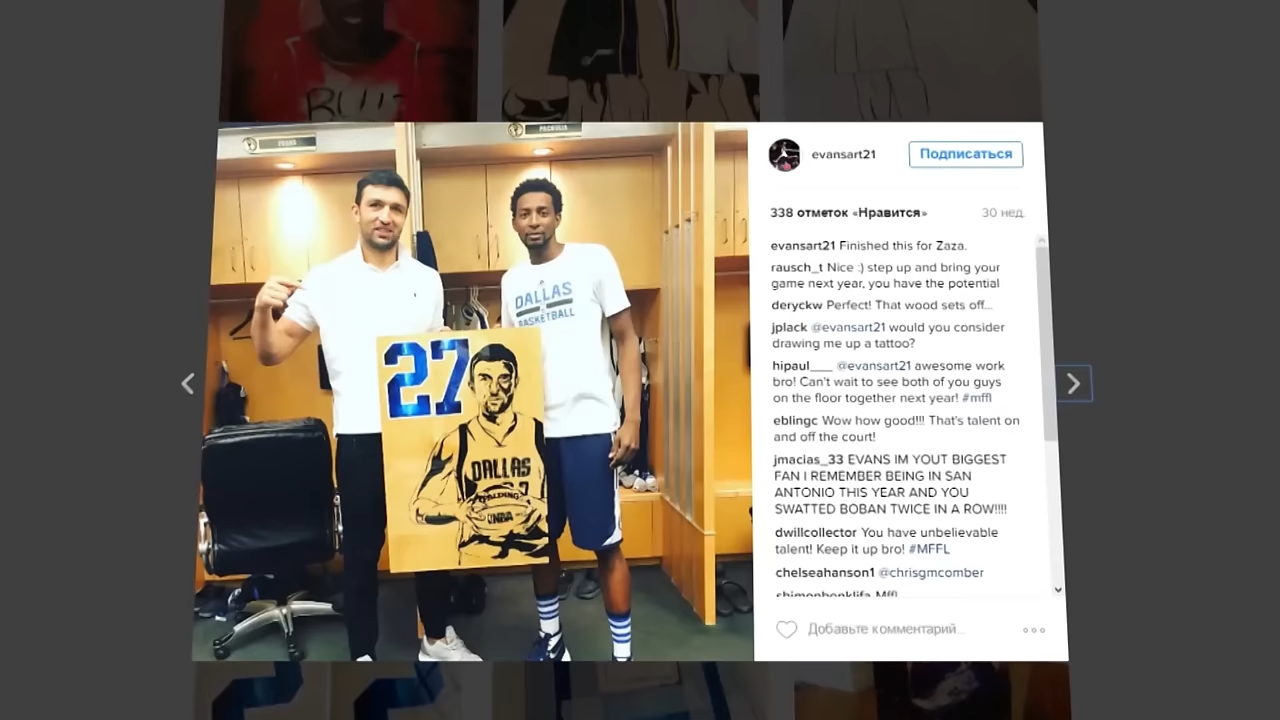 BULLS
PACHULIA
27
DALLAS
BASKETBALL
DALLAS
SPALDING
NBA
evansart21
Подписаться
338 отметок «Нравится»
30 нед.
evansart21 Finished this for Zaza.
rausch_t Nice :) step up and bring your
game next year, you have the potential
deryckw Perfect! That wood sets off...
jplack @evansart21 would you consider
drawing me up a tattoo?
hipaul___ @evansart21 awesome work
bro! Can't wait to see both of you guys
on the floor together next year! #mffl
eblingc Wow how good!!! That's talent on
and off the court!
jmacias_33 EVANS IM YOUT BIGGEST
FAN I REMEMBER BEING IN SAN
ANTONIO THIS YEAR AND YOU
SWATTED BOBAN TWICE IN A ROW!!!!
dwillcollector You have unbelievable
talent! Keep it up bro! #MFFL
chelseahanson1 @chrisgmcomber
Добавьте комментарий...